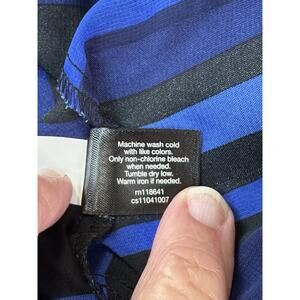 Machine wash cold
with like colors.
Only non-chlorine bleach
when needed.
Tumble dry low.
Warm iron if needed.
rn118641
cs11041007